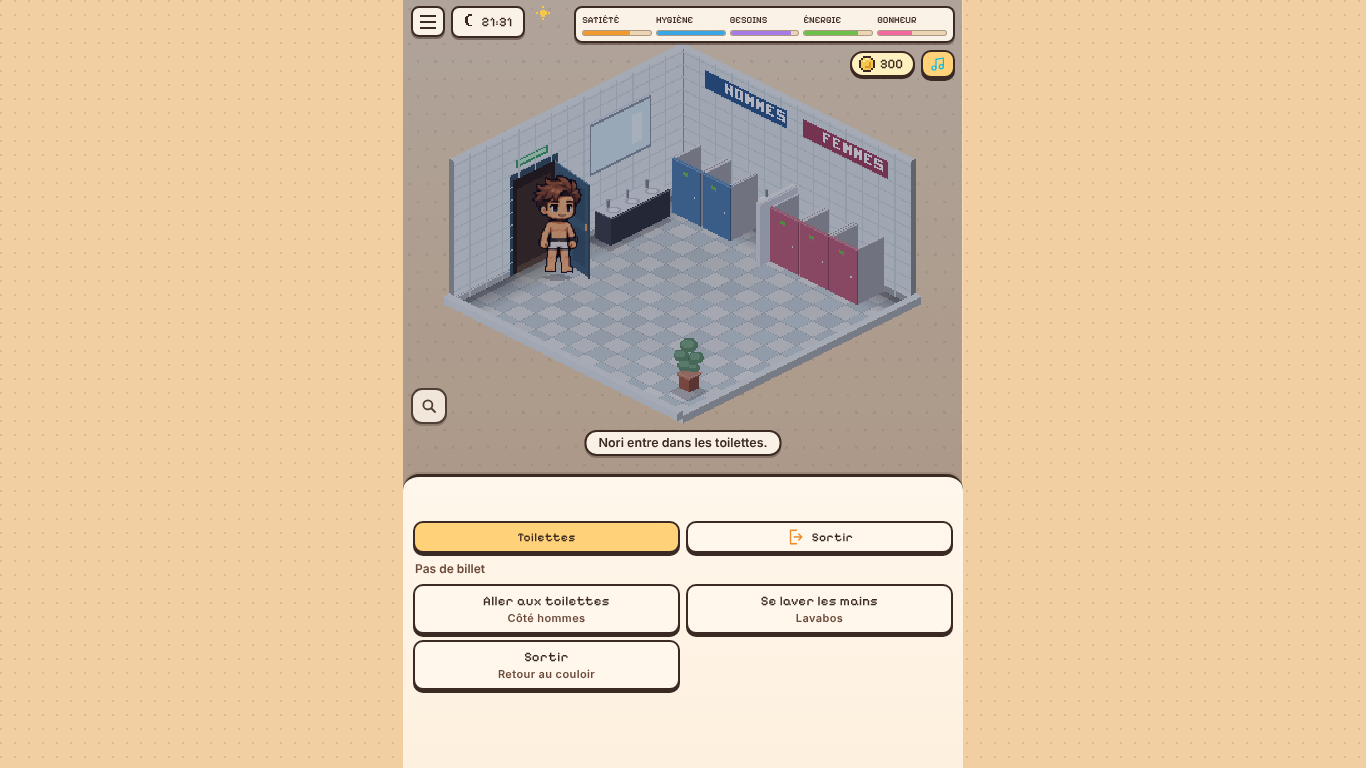 21:31
SATIÉTÉ
HYGIÈNE
BESOINS
ÉNERGIE
BONHEUR
300
HOMMES
FEMMES
Nori entre dans les toilettes.
Toilettes
Sortir
Pas de billet
Aller aux toilettes
Côté hommes
Se laver les mains
Lavabos
Sortir
Retour au couloir